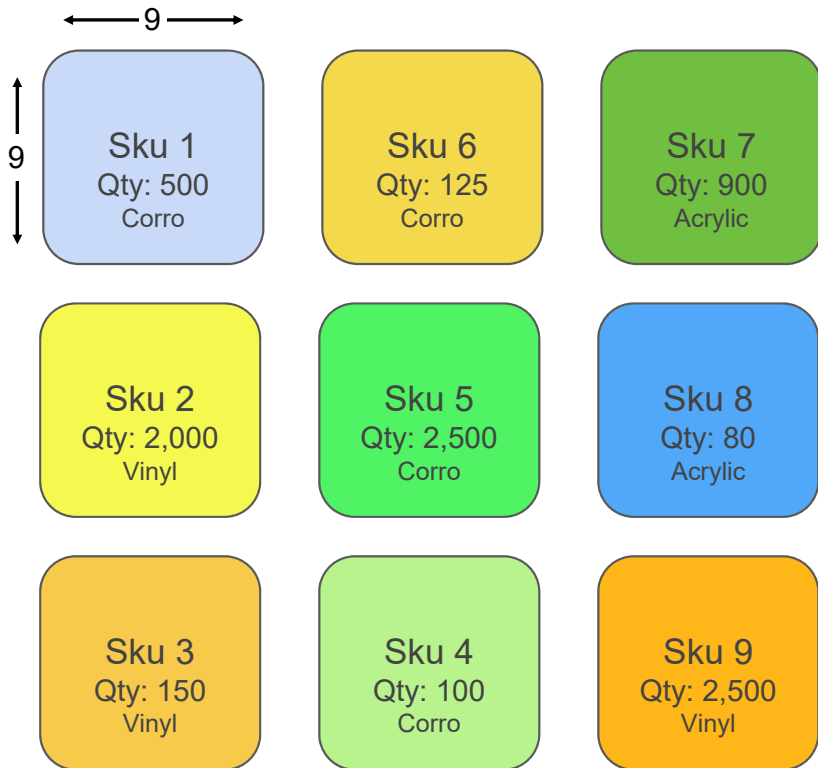 9
9
Sku 1
Qty: 500
Corro
Sku 6
Qty: 125
Corro
Sku 7
Qty: 900
Acrylic
Sku 2
Qty: 2,000
Vinyl
Sku 5
Qty: 2,500
Corro
Sku 8
Qty: 80
Acrylic
Sku 3
Qty: 150
Vinyl
Sku 4
Qty: 100
Corro
Sku 9
Qty: 2,500
Vinyl